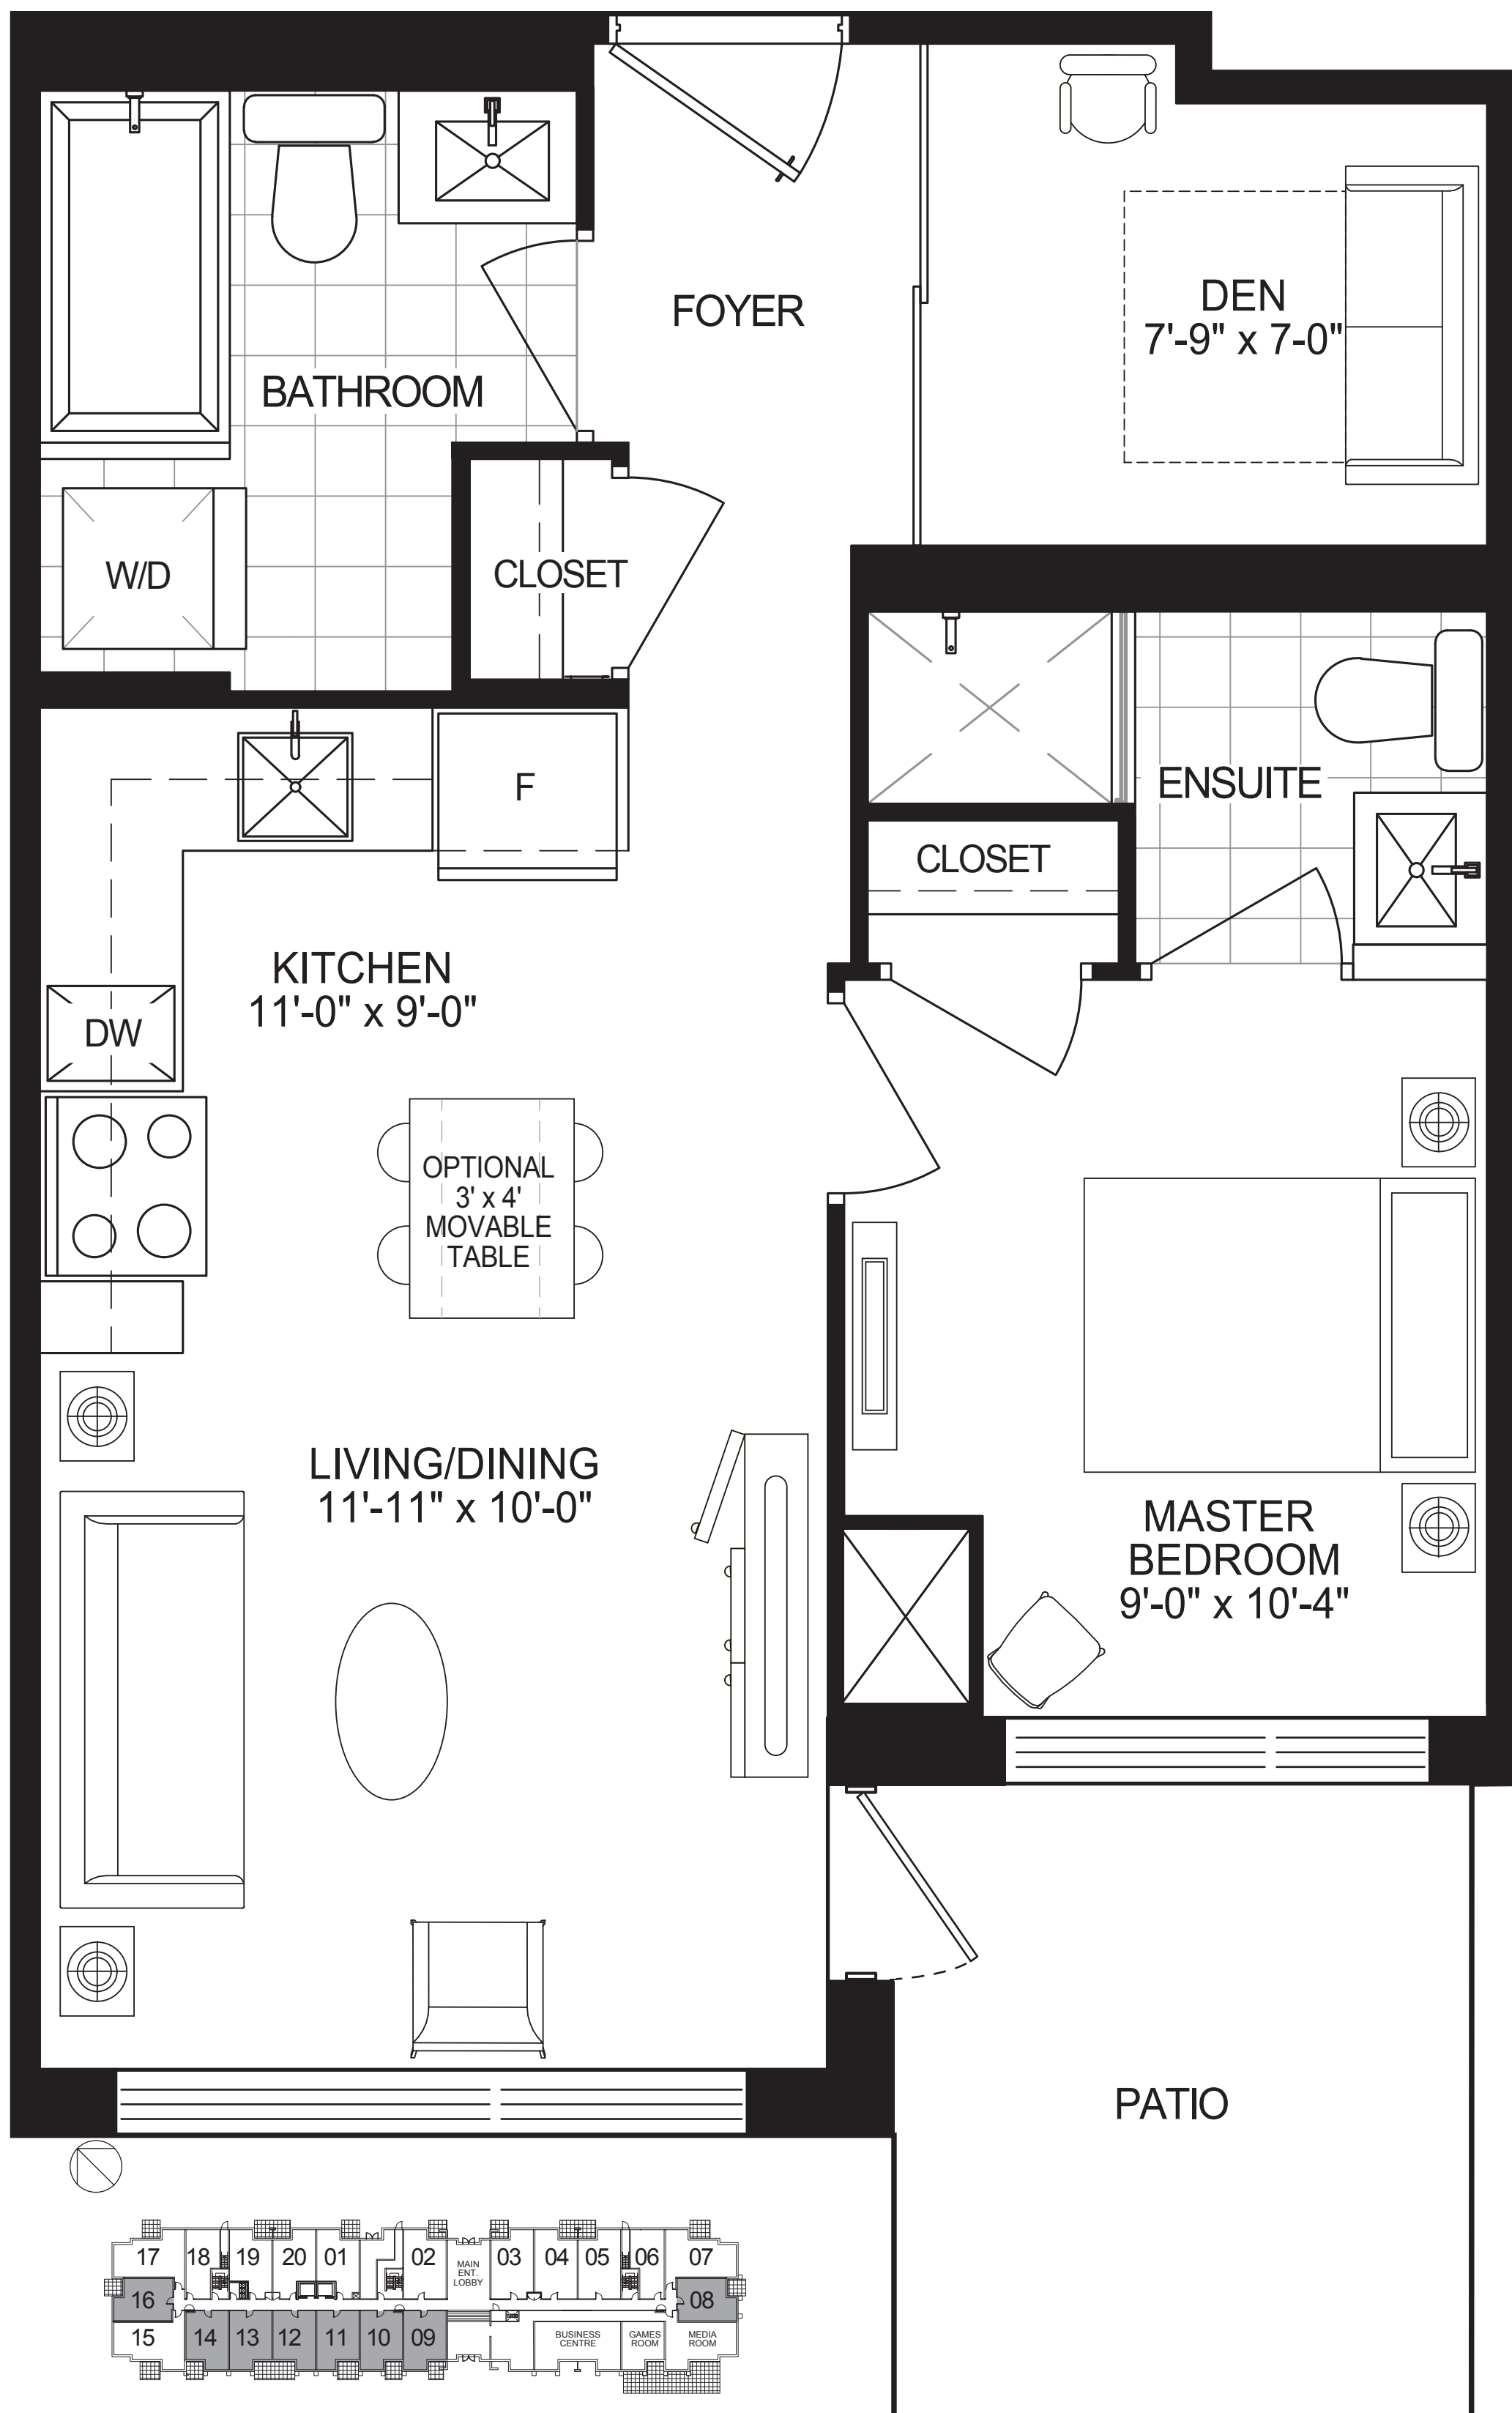 FOYER
DEN
7'-9" x 7-0"
BATHROOM
W/D
CLOSET
F
ENSUITE
CLOSET
KITCHEN
11'-0" x 9'-0"
DW
OPTIONAL
3' x 4'
MOVABLE
TABLE
LIVING/DINING
11'-11" x 10'-0"
MASTER
BEDROOM
9'-0" x 10'-4"
PATIO
17 18 19 20 01 02
MAIN
ENT.
LOBBY
03 04 05 06 07
16
08
15 14 13 12 11 10 09
BUSINESS
CENTRE
GAMES
ROOM
MEDIA
ROOM